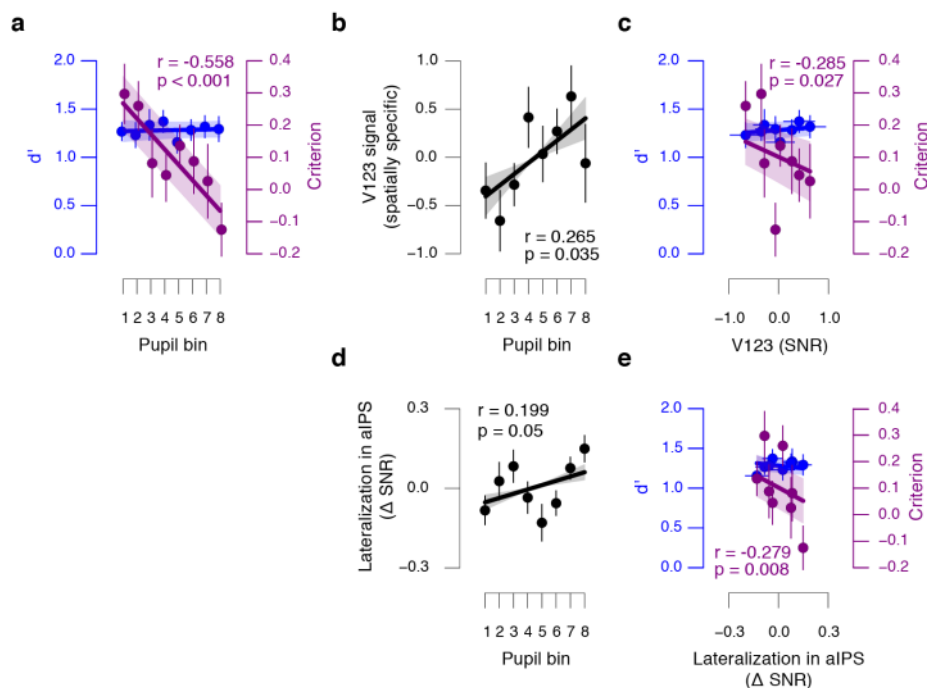 a
b
c
2.0
1.5
1.0
0.5
0.0
d'
r = -0.558
p < 0.001
0.4
0.3
0.2
0.1
0.0
−0.1
−0.2
Criterion
1 2 3 4 5 6 7 8
Pupil bin
1.0
0.5
0.0
−0.5
−1.0
V123 signal
(spatially specific)
r = 0.265
p = 0.035
1 2 3 4 5 6 7 8
Pupil bin
2.0
1.5
1.0
0.5
0.0
d'
r = -0.285
p = 0.027
0.4
0.3
0.2
0.1
0.0
−0.1
−0.2
Criterion
−1.0 0.0 1.0
V123 (SNR)
d
e
0.3
0.0
−0.3
Lateralization in aIPS
(Δ SNR)
r = 0.199
p = 0.05
1 2 3 4 5 6 7 8
Pupil bin
2.0
1.5
1.0
0.5
0.0
d'
r = -0.279
p = 0.008
0.4
0.3
0.2
0.1
0.0
−0.1
−0.2
Criterion
−0.3 0.0 0.3
Lateralization in aIPS
(Δ SNR)